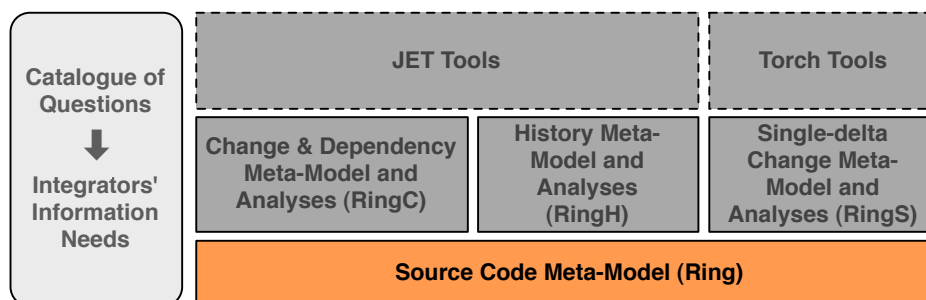 Catalogue of
Questions
Integrators'
Information
Needs
JET Tools
Torch Tools
Change & Dependency
Meta-Model and
Analyses (RingC)
History Meta-
Model and
Analyses
(RingH)
Single-delta
Change Meta-
Model and
Analyses (RingS)
Source Code Meta-Model (Ring)